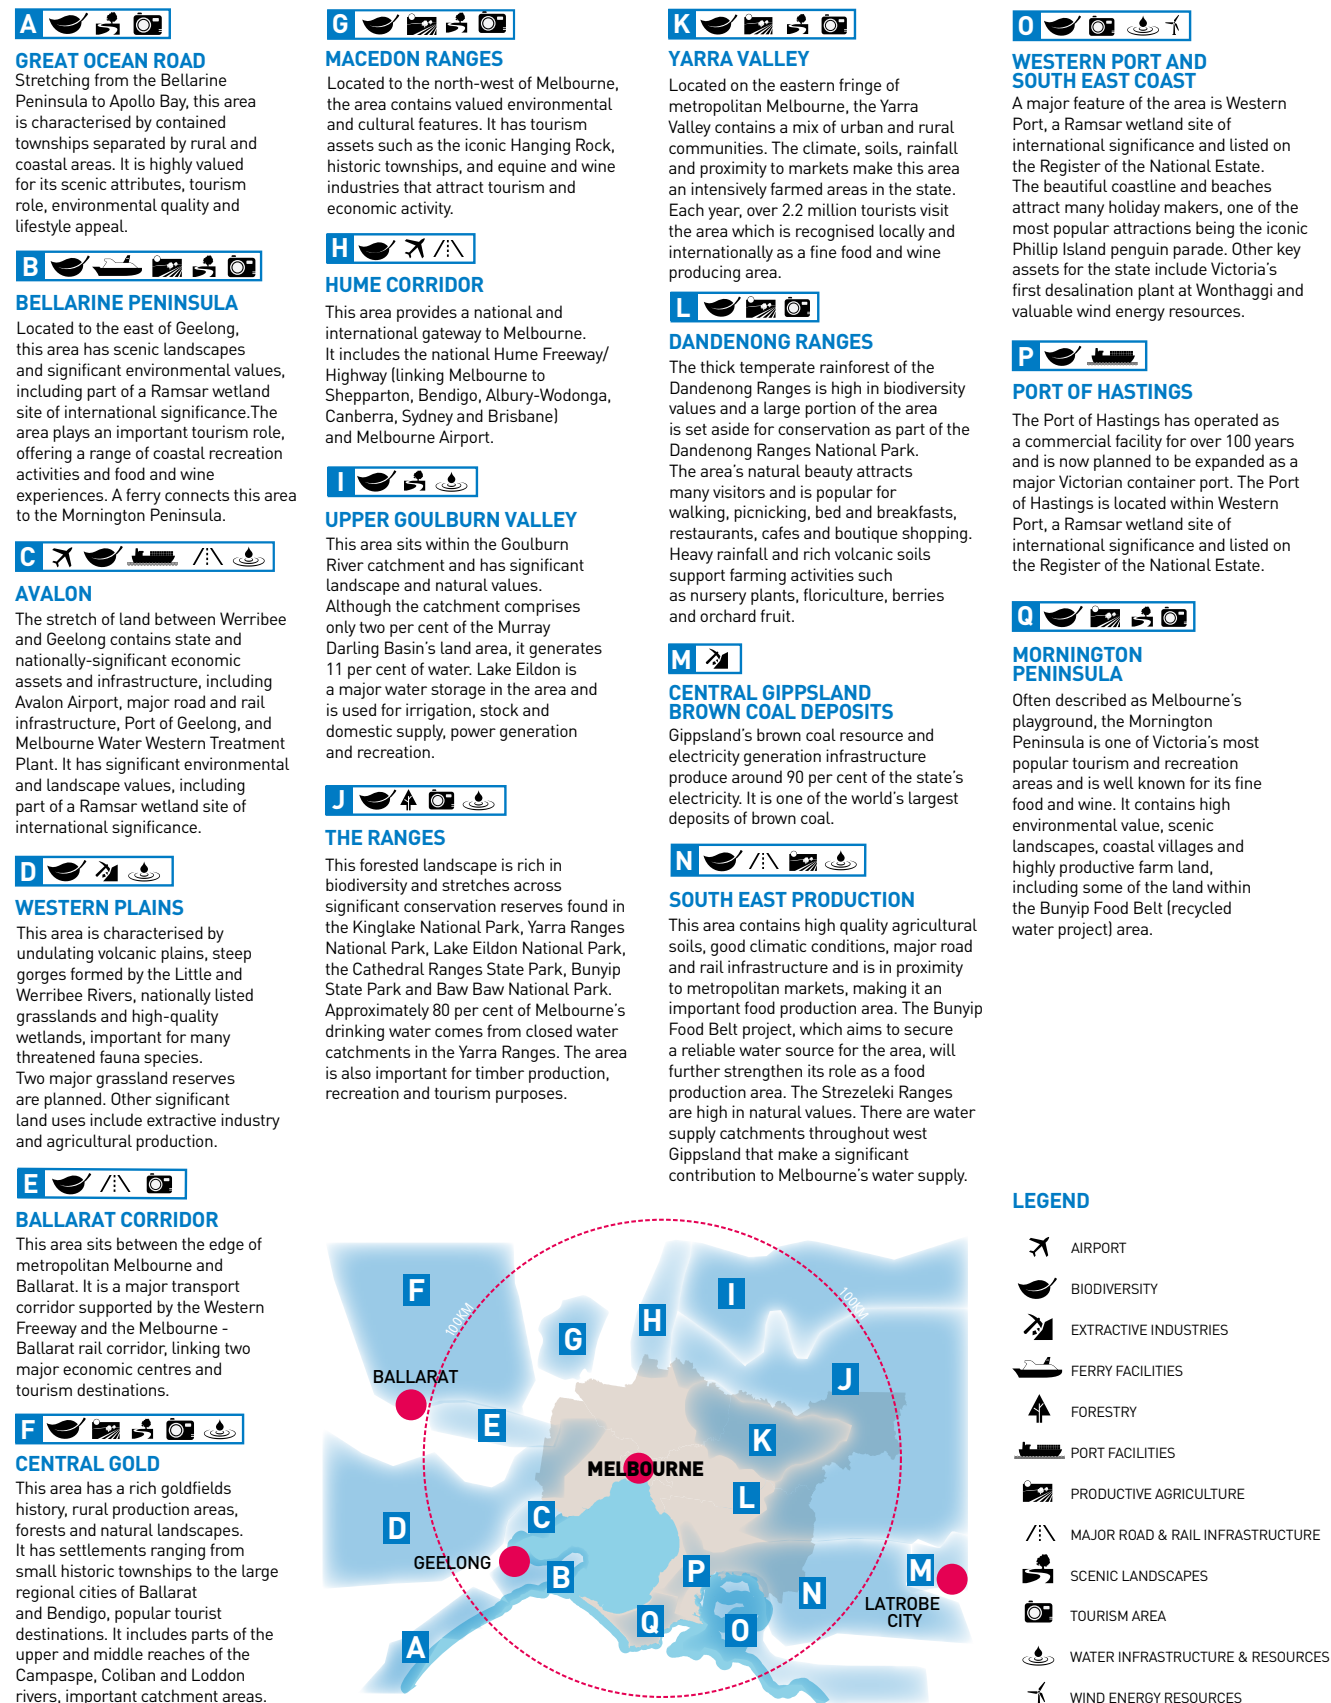 A
GREAT OCEAN ROAD
Stretching from the Bellarine
Peninsula to Apollo Bay, this area
is characterised by contained
townships separated by rural and
coastal areas. It is highly valued
for its scenic attributes, tourism
role, environmental quality and
lifestyle appeal.
B
BELLARINE PENINSULA
Located to the east of Geelong,
this area has scenic landscapes
and significant environmental values,
including part of a Ramsar wetland
site of international significance.The
area plays an important tourism role,
offering a range of coastal recreation
activities and food and wine
experiences. A ferry connects this area
to the Mornington Peninsula.
C
AVALON
The stretch of land between Werribee
and Geelong contains state and
nationally-significant economic
assets and infrastructure, including
Avalon Airport, major road and rail
infrastructure, Port of Geelong, and
Melbourne Water Western Treatment
Plant. It has significant environmental
and landscape values, including
part of a Ramsar wetland site of
international significance.
D
WESTERN PLAINS
This area is characterised by
undulating volcanic plains, steep
gorges formed by the Little and
Werribee Rivers, nationally listed
grasslands and high-quality
wetlands, important for many
threatened fauna species.
Two major grassland reserves
are planned. Other significant
land uses include extractive industry
and agricultural production.
E
BALLARAT CORRIDOR
This area sits between the edge of
metropolitan Melbourne and
Ballarat. It is a major transport
corridor supported by the Western
Freeway and the Melbourne -
Ballarat rail corridor, linking two
major economic centres and
tourism destinations.
F
CENTRAL GOLD
This area has a rich goldfields
history, rural production areas,
forests and natural landscapes.
It has settlements ranging from
small historic townships to the large
regional cities of Ballarat
and Bendigo, popular tourist
destinations. It includes parts of the
upper and middle reaches of the
Campaspe, Coliban and Loddon
rivers, important catchment areas.
G
MACEDON RANGES
Located to the north-west of Melbourne,
the area contains valued environmental
and cultural features. It has tourism
assets such as the iconic Hanging Rock,
historic townships, and equine and wine
industries that attract tourism and
economic activity.
H
HUME CORRIDOR
This area provides a national and
international gateway to Melbourne.
It includes the national Hume Freeway/
Highway (linking Melbourne to
Shepparton, Bendigo, Albury-Wodonga,
Canberra, Sydney and Brisbane)
and Melbourne Airport.
I
UPPER GOULBURN VALLEY
This area sits within the Goulburn
River catchment and has significant
landscape and natural values.
Although the catchment comprises
only two per cent of the Murray
Darling Basin's land area, it generates
11 per cent of water. Lake Eildon is
a major water storage in the area and
is used for irrigation, stock and
domestic supply, power generation
and recreation.
J
THE RANGES
This forested landscape is rich in
biodiversity and stretches across
significant conservation reserves found in
the Kinglake National Park, Yarra Ranges
National Park, Lake Eildon National Park,
the Cathedral Ranges State Park, Bunyip
State Park and Baw Baw National Park.
Approximately 80 per cent of Melbourne's
drinking water comes from closed water
catchments in the Yarra Ranges. The area
is also important for timber production,
recreation and tourism purposes.
K
YARRA VALLEY
Located on the eastern fringe of
metropolitan Melbourne, the Yarra
Valley contains a mix of urban and rural
communities. The climate, soils, rainfall
and proximity to markets make this area
an intensively farmed areas in the state.
Each year, over 2.2 million tourists visit
the area which is recognised locally and
internationally as a fine food and wine
producing area.
L
DANDENONG RANGES
The thick temperate rainforest of the
Dandenong Ranges is high in biodiversity
values and a large portion of the area
is set aside for conservation as part of the
Dandenong Ranges National Park.
The area's natural beauty attracts
many visitors and is popular for
walking, picnicking, bed and breakfasts,
restaurants, cafes and boutique shopping.
Heavy rainfall and rich volcanic soils
support farming activities such
as nursery plants, floriculture, berries
and orchard fruit.
M
CENTRAL GIPPSLAND
BROWN COAL DEPOSITS
Gippsland's brown coal resource and
electricity generation infrastructure
produce around 90 per cent of the state's
electricity. It is one of the world's largest
deposits of brown coal.
N
SOUTH EAST PRODUCTION
This area contains high quality agricultural
soils, good climatic conditions, major road
and rail infrastructure and is in proximity
to metropolitan markets, making it an
important food production area. The Bunyip
Food Belt project, which aims to secure
a reliable water source for the area, will
further strengthen its role as a food
production area. The Strezeleki Ranges
are high in natural values. There are water
supply catchments throughout west
Gippsland that make a significant
contribution to Melbourne's water supply.
O
WESTERN PORT AND
SOUTH EAST COAST
A major feature of the area is Western
Port, a Ramsar wetland site of
international significance and listed on
the Register of the National Estate.
The beautiful coastline and beaches
attract many holiday makers, one of the
most popular attractions being the iconic
Phillip Island penguin parade. Other key
assets for the state include Victoria's
first desalination plant at Wonthaggi and
valuable wind energy resources.
P
PORT OF HASTINGS
The Port of Hastings has operated as
a commercial facility for over 100 years
and is now planned to be expanded as a
major Victorian container port. The Port
of Hastings is located within Western
Port, a Ramsar wetland site of
international significance and listed on
the Register of the National Estate.
Q
MORNINGTON
PENINSULA
Often described as Melbourne's
playground, the Mornington
Peninsula is one of Victoria's most
popular tourism and recreation
areas and is well known for its fine
food and wine. It contains high
environmental value, scenic
landscapes, coastal villages and
highly productive farm land,
including some of the land within
the Bunyip Food Belt (recycled
water project) area.
F
100KM
G
H
I
100KM
BALLARAT
J
E
K
MELBOURNE
L
C
D
GEELONG
B
P
M
N
LATROBE
CITY
Q
O
A
LEGEND
AIRPORT
BIODIVERSITY
EXTRACTIVE INDUSTRIES
FERRY FACILITIES
FORESTRY
PORT FACILITIES
PRODUCTIVE AGRICULTURE
MAJOR ROAD & RAIL INFRASTRUCTURE
SCENIC LANDSCAPES
TOURISM AREA
WATER INFRASTRUCTURE & RESOURCES
WIND ENERGY RESOURCES